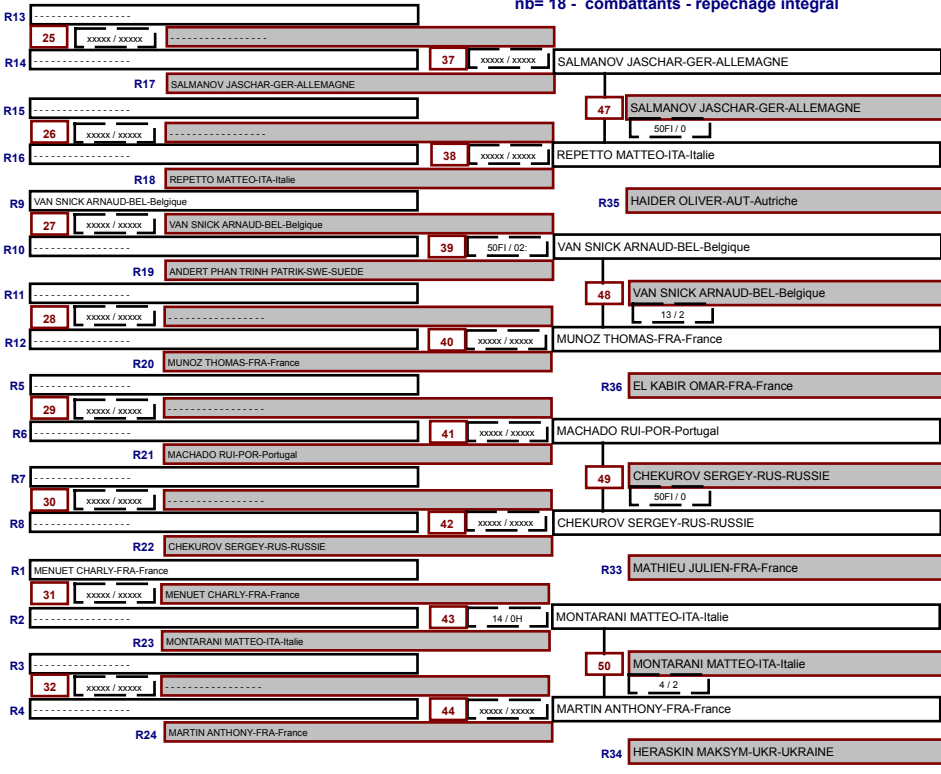 nb= 18 - combattants - repechage integral
R13 - - - - - - - - - - - - - - - -
25 xxxxx / xxxxx - - - - - - - - - - - - - - - -
R14 - - - - - - - - - - - - - - - - 37 xxxxx / xxxxx SALMANOV JASCHAR-GER-ALLEMAGNE
R17 SALMANOV JASCHAR-GER-ALLEMAGNE
R15 - - - - - - - - - - - - - - - - 47 SALMANOV JASCHAR-GER-ALLEMAGNE
26 xxxxx / xxxxx - - - - - - - - - - - - - - - - 50FI / 0
R16 - - - - - - - - - - - - - - - - 38 xxxxx / xxxxx REPETTO MATTEO-ITA-Italie
R18 REPETTO MATTEO-ITA-Italie
R9 VAN SNICK ARNAUD-BEL-Belgique R35 HAIDER OLIVER-AUT-Autriche
27 xxxxx / xxxxx VAN SNICK ARNAUD-BEL-Belgique
R10 - - - - - - - - - - - - - - - - 39 50FI / 02: VAN SNICK ARNAUD-BEL-Belgique
R19 ANDERT PHAN TRINH PATRIK-SWE-SUEDE
R11 - - - - - - - - - - - - - - - - 48 VAN SNICK ARNAUD-BEL-Belgique
28 xxxxx / xxxxx - - - - - - - - - - - - - - - - 13 / 2
R12 - - - - - - - - - - - - - - - - 40 xxxxx / xxxxx MUNOZ THOMAS-FRA-France
R20 MUNOZ THOMAS-FRA-France
R5 - - - - - - - - - - - - - - - - R36 EL KABIR OMAR-FRA-France
29 xxxxx / xxxxx - - - - - - - - - - - - - - - -
R6 - - - - - - - - - - - - - - - - 41 xxxxx / xxxxx MACHADO RUI-POR-Portugal
R21 MACHADO RUI-POR-Portugal
R7 - - - - - - - - - - - - - - - - 49 CHEKUROV SERGEY-RUS-RUSSIE
30 xxxxx / xxxxx - - - - - - - - - - - - - - - - 50FI / 0
R8 - - - - - - - - - - - - - - - - 42 xxxxx / xxxxx CHEKUROV SERGEY-RUS-RUSSIE
R22 CHEKUROV SERGEY-RUS-RUSSIE
R1 MENUET CHARLY-FRA-France R33 MATHIEU JULIEN-FRA-France
31 xxxxx / xxxxx MENUET CHARLY-FRA-France
R2 - - - - - - - - - - - - - - - - 43 14 / 0H MONTARANI MATTEO-ITA-Italie
R23 MONTARANI MATTEO-ITA-Italie
R3 - - - - - - - - - - - - - - - - 50 MONTARANI MATTEO-ITA-Italie
32 xxxxx / xxxxx - - - - - - - - - - - - - - - - 4 / 2
R4 - - - - - - - - - - - - - - - - 44 xxxxx / xxxxx MARTIN ANTHONY-FRA-France
R24 MARTIN ANTHONY-FRA-France
R34 HERASKIN MAKSYM-UKR-UKRAINE